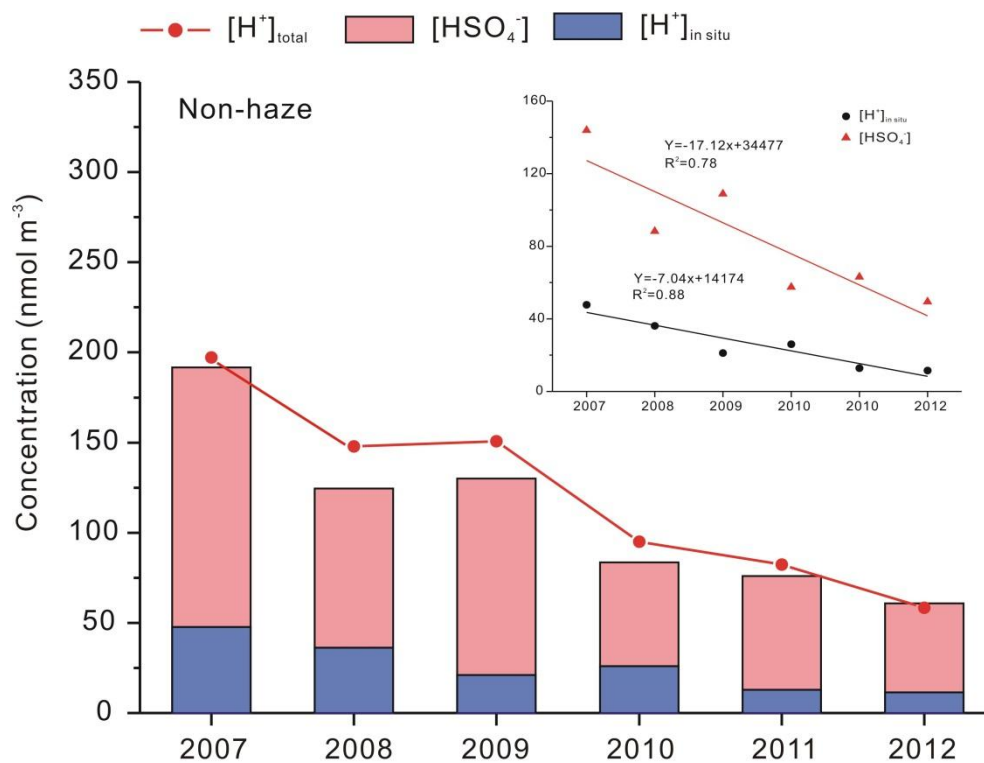 [H⁺]total [HSO₄⁻] [H⁺]in situ
Non-haze
Concentration (nmol m⁻³)
350
300
250
200
150
100
50
0
2007 2008 2009 2010 2011 2012
[H⁺]in situ
[HSO₄⁻]
Y=-17.12x+34477
R²=0.78
Y=-7.04x+14174
R²=0.88
160
120
80
40
0
2007 2008 2009 2010 2010 2012